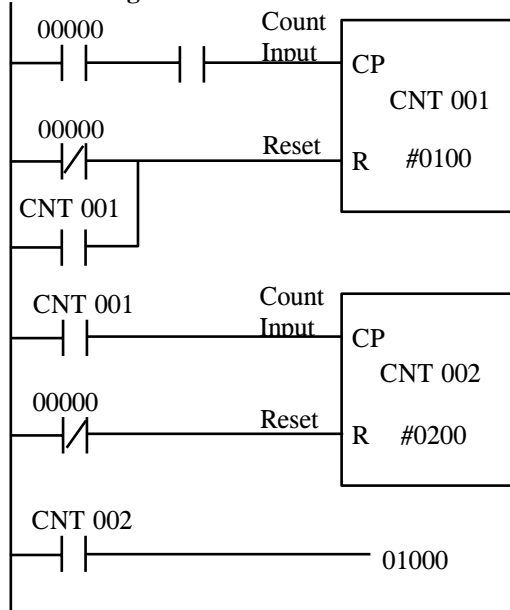 00000
Count
Input
CP
CNT 001
00000
Reset
R #0100
CNT 001
CNT 001
Count
Input
CP
CNT 002
00000
Reset
R #0200
CNT 002
01000